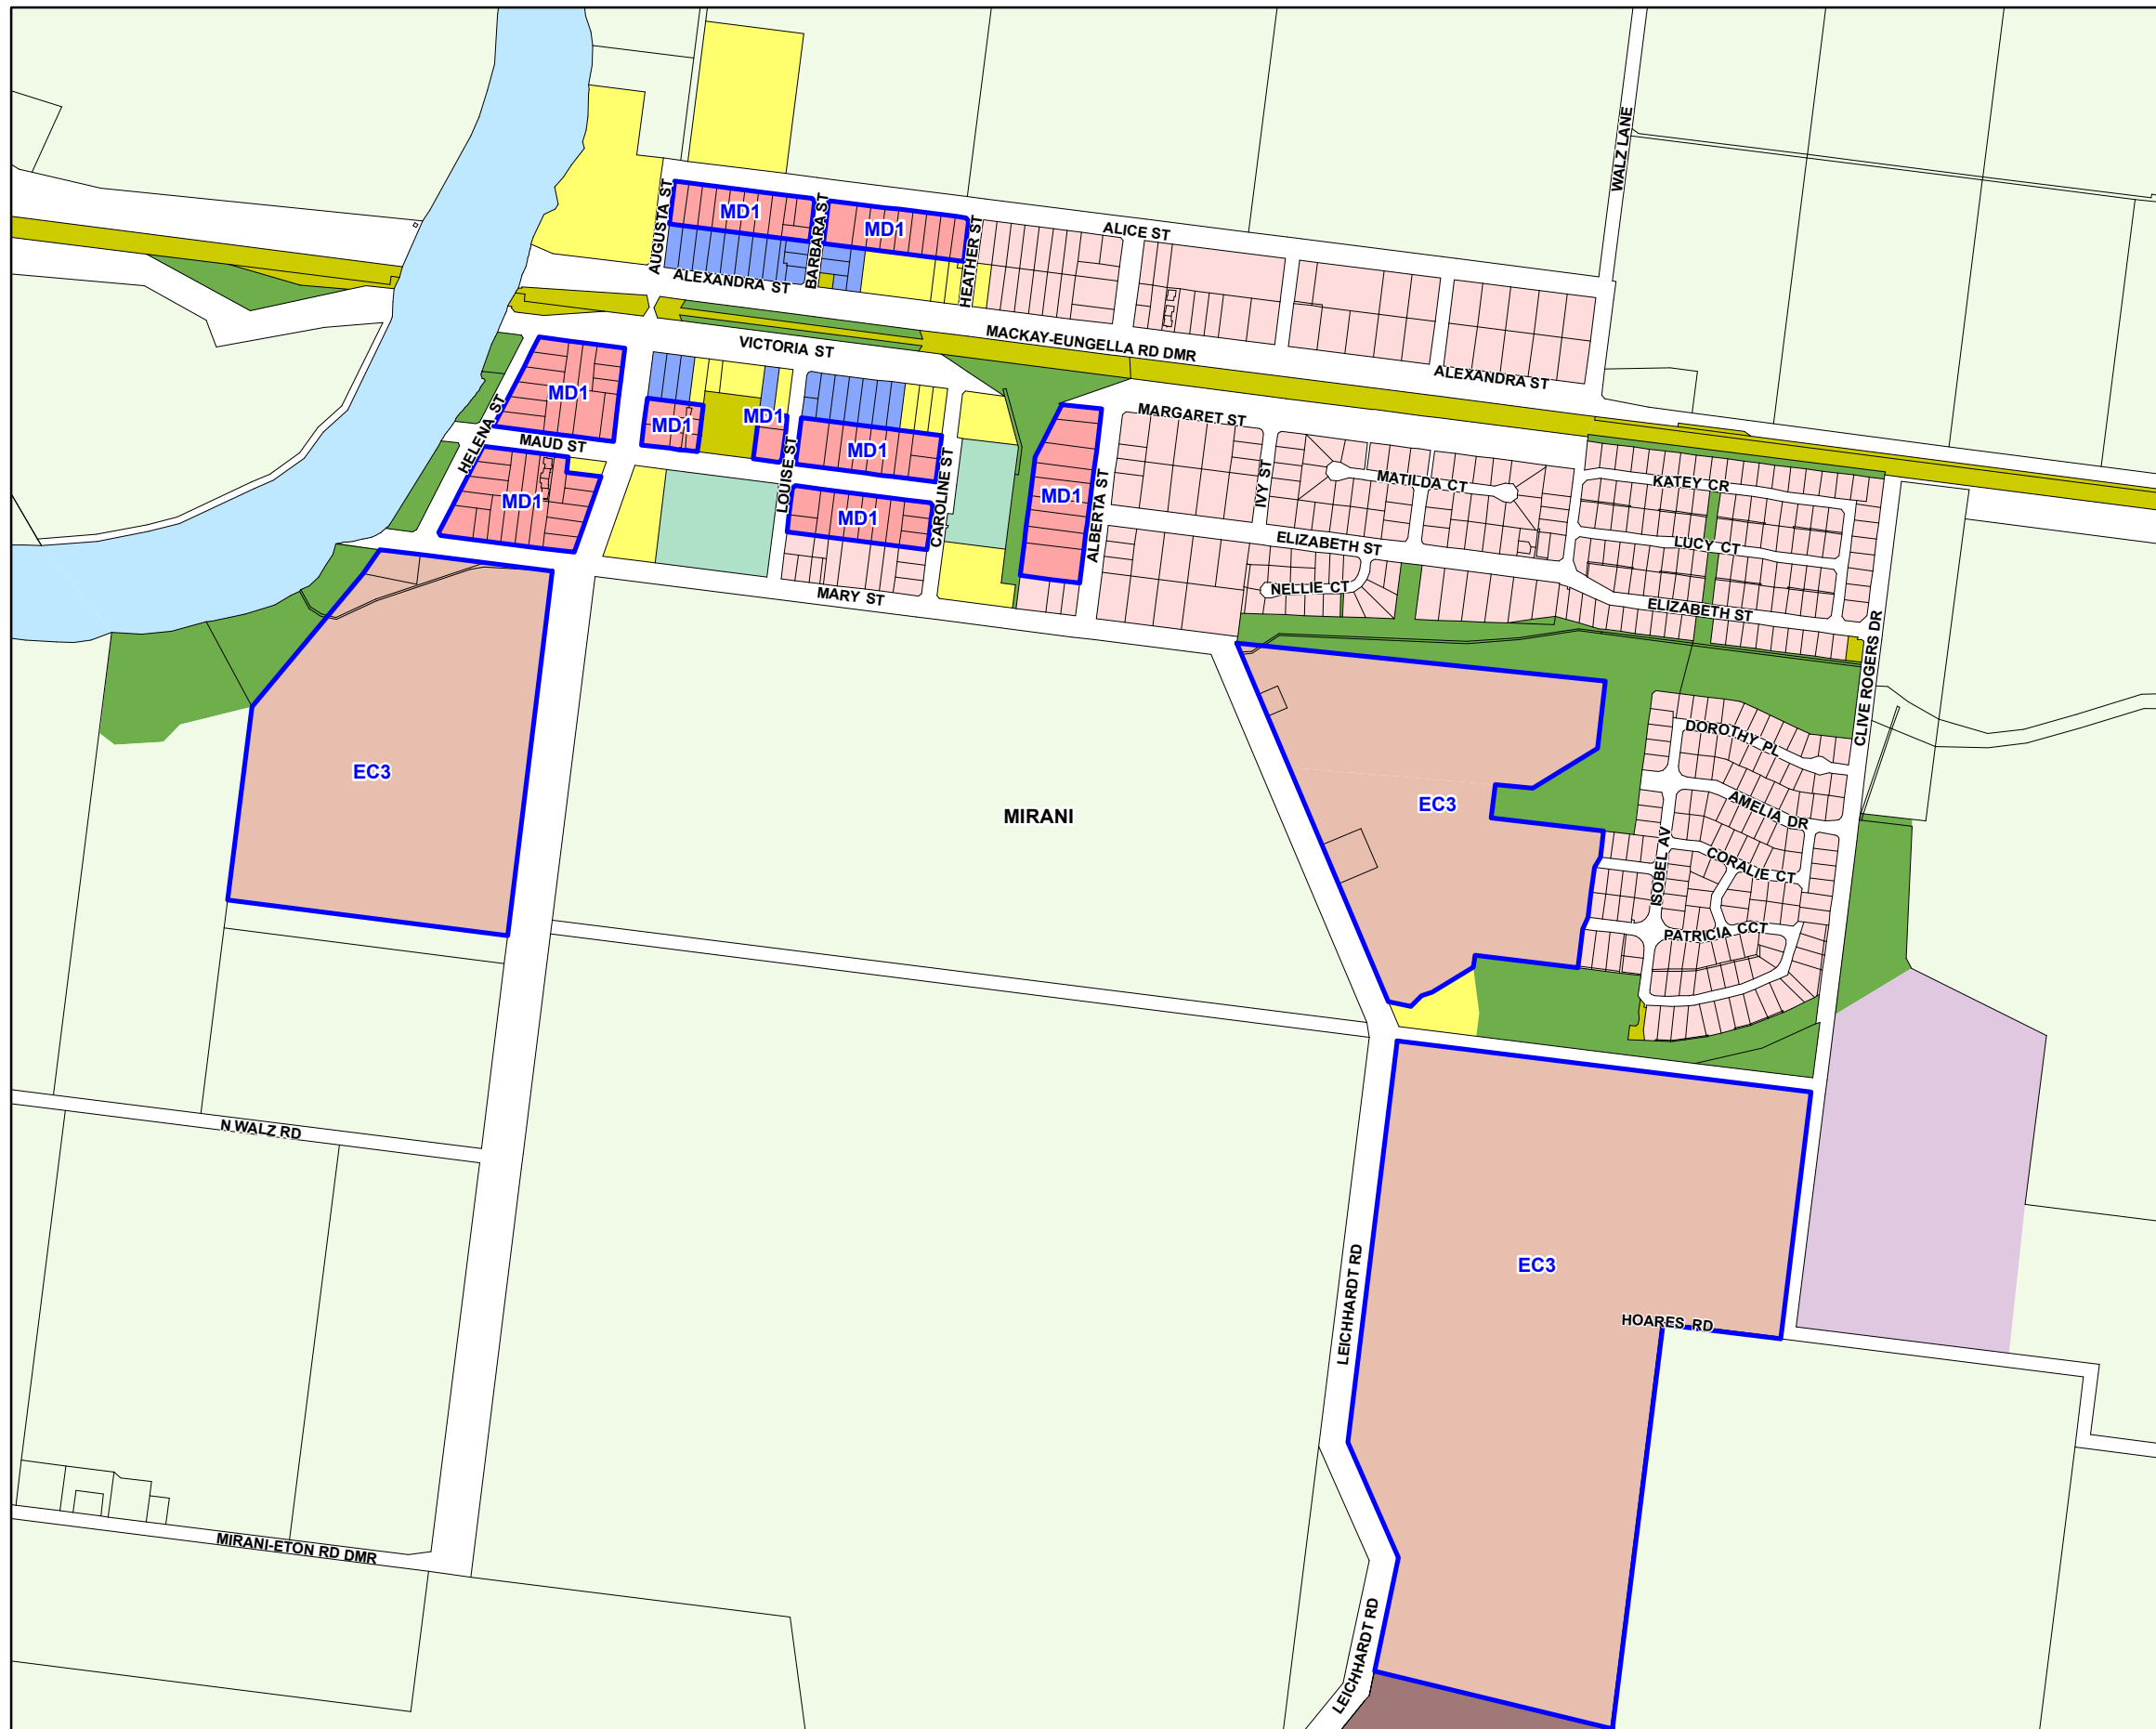 WALZ LANE
AUGUSTA ST
MD1
BARBARA ST
MD1
HEATHER ST
ALICE ST
ALEXANDRA ST
MACKAY-EUNGELLA RD DMR
VICTORIA ST
ALEXANDRA ST
MD1
HELENA ST
MAUD ST
MD1
MD1
LOUISE ST
MD1
CAROLINE ST
MD1
ALBERTA ST
MARGARET ST
IVY ST
MATILDA CT
KATEY CR
MD1
MD1
LUCY CT
ELIZABETH ST
NELLIE CT
ELIZABETH ST
MARY ST
CLIVE ROGERS DR
DOROTHY PL
EC3
MIRANI
EC3
AMELIA DR
ISOBEL AV
CORALIE CT
PATRICIA CCT
N WALZ RD
LEICHHARDT RD
EC3
HOARES RD
MIRANI-ETON RD DMR
LEICHHARDT RD